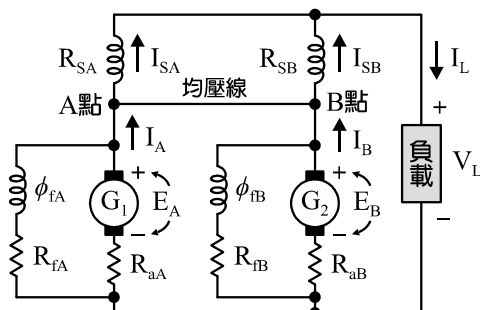 R_SA I_SA R_SB I_SB I_L
A點 均壓線 B點
I_A I_B
ϕ_fA G_1 + − E_A ϕ_fB G_2 + − E_B 負載 + − V_L
R_fA R_aA R_fB R_aB